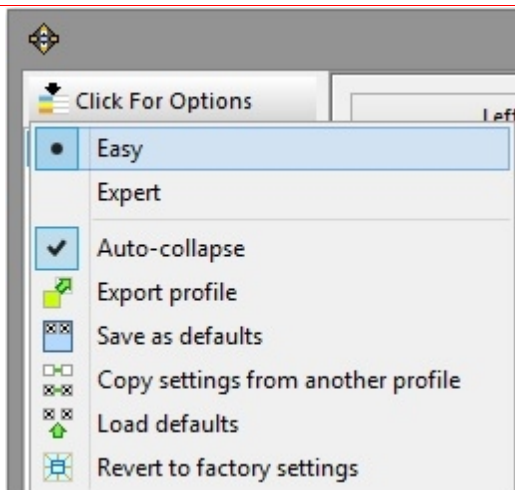 Click For Options
Left
Easy
Expert
Auto-collapse
Export profile
Save as defaults
Copy settings from another profile
Load defaults
Revert to factory settings